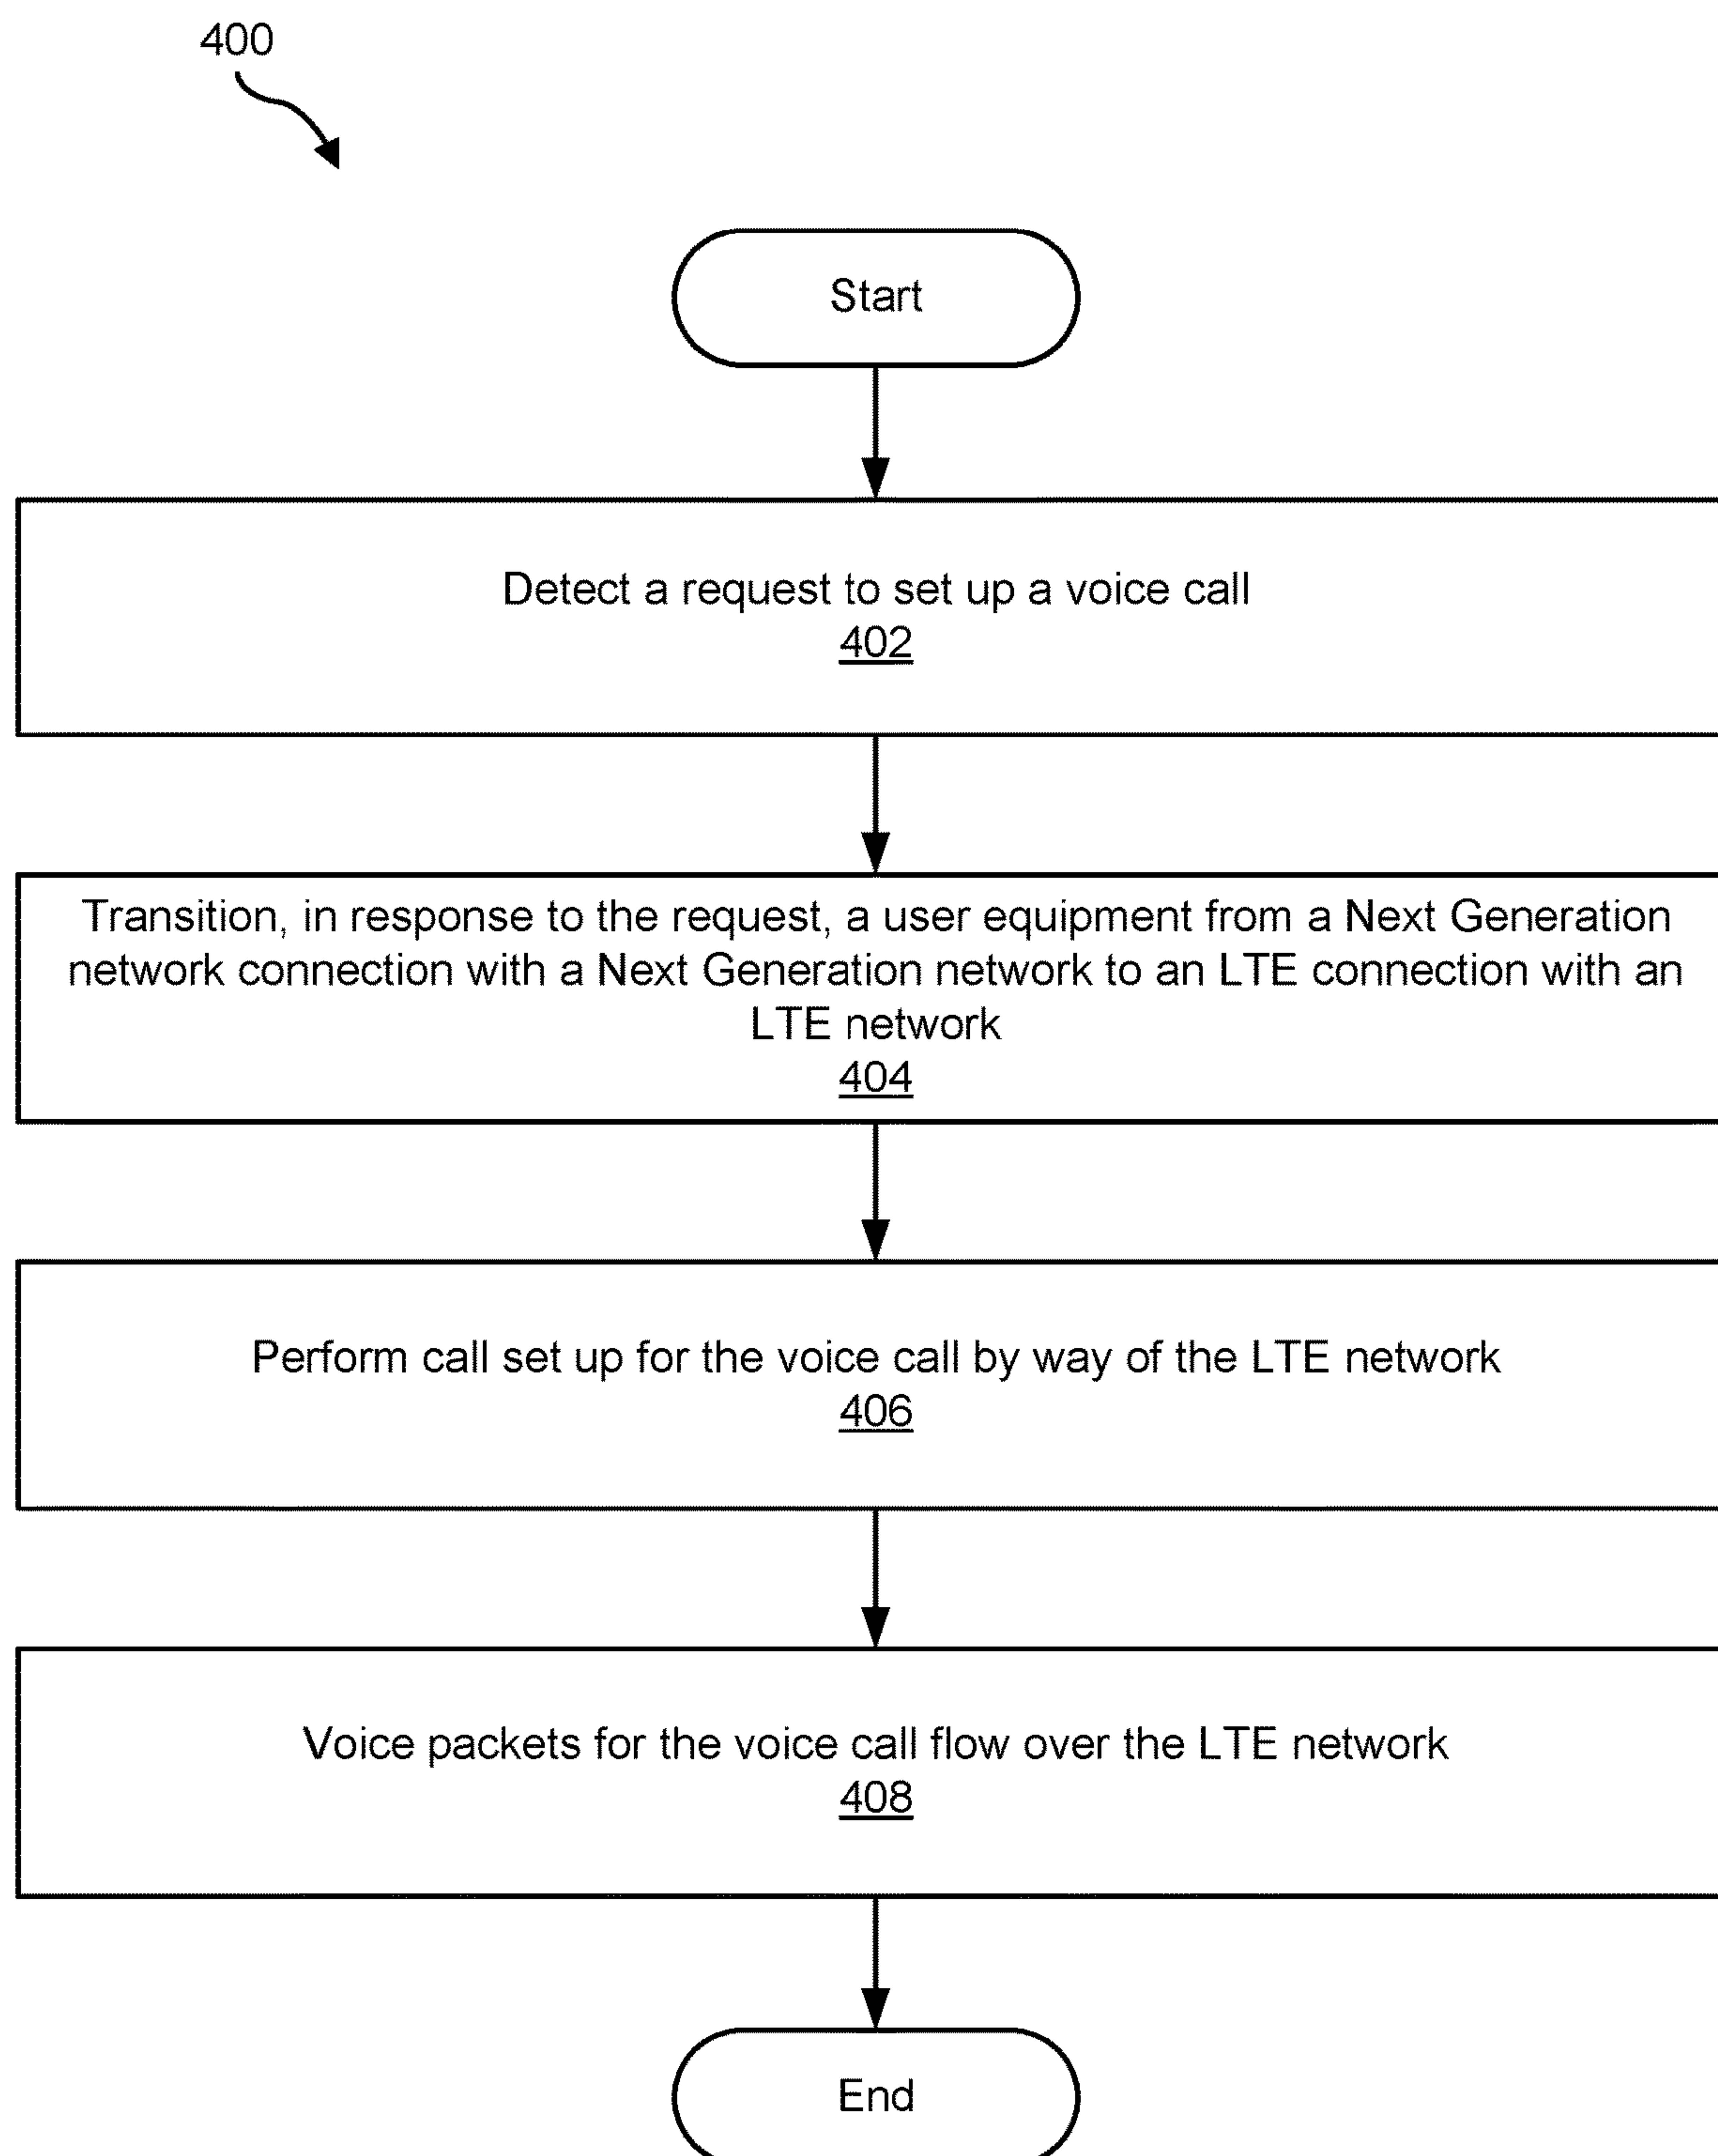 400
Start
Detect a request to set up a voice call
402
Transition, in response to the request, a user equipment from a Next Generation
network connection with a Next Generation network to an LTE connection with an
LTE network
404
Perform call set up for the voice call by way of the LTE network
406
Voice packets for the voice call flow over the LTE network
408
End